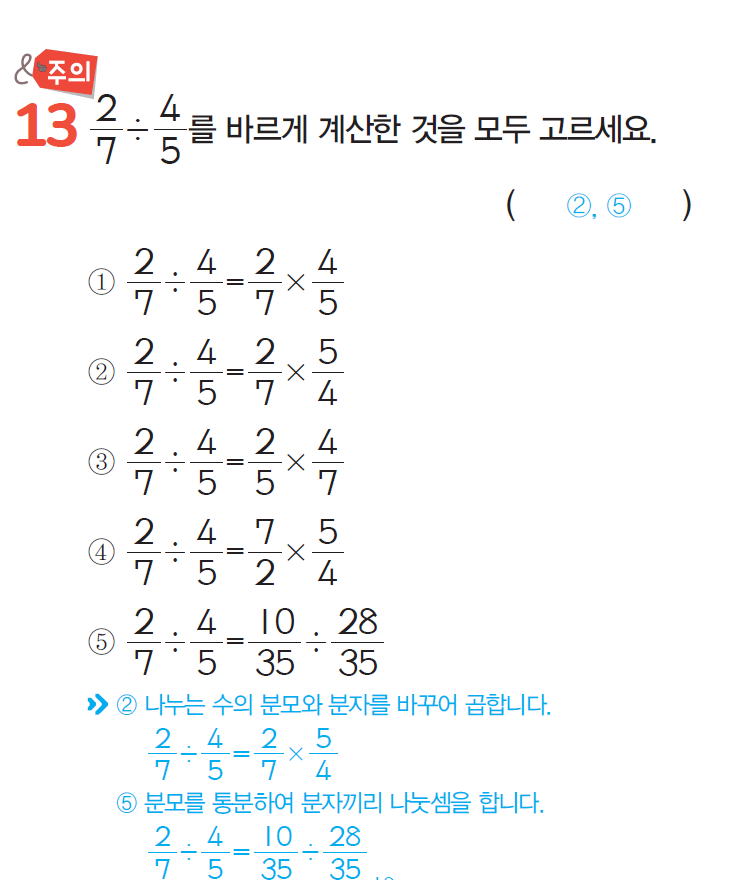 &주의
13 2/7 ÷ 4/5 를 바르게 계산한 것을 모두 고르세요.
( ②, ⑤ )
① 2/7 ÷ 4/5 = 2/7 × 4/5
② 2/7 ÷ 4/5 = 2/7 × 5/4
③ 2/7 ÷ 4/5 = 2/5 × 4/7
④ 2/7 ÷ 4/5 = 7/2 × 5/4
⑤ 2/7 ÷ 4/5 = 10/35 ÷ 28/35
② 나누는 수의 분모와 분자를 바꾸어 곱합니다.
2/7 ÷ 4/5 = 2/7 × 5/4
⑤ 분모를 통분하여 분자끼리 나눗셈을 합니다.
2/7 ÷ 4/5 = 10/35 ÷ 28/35